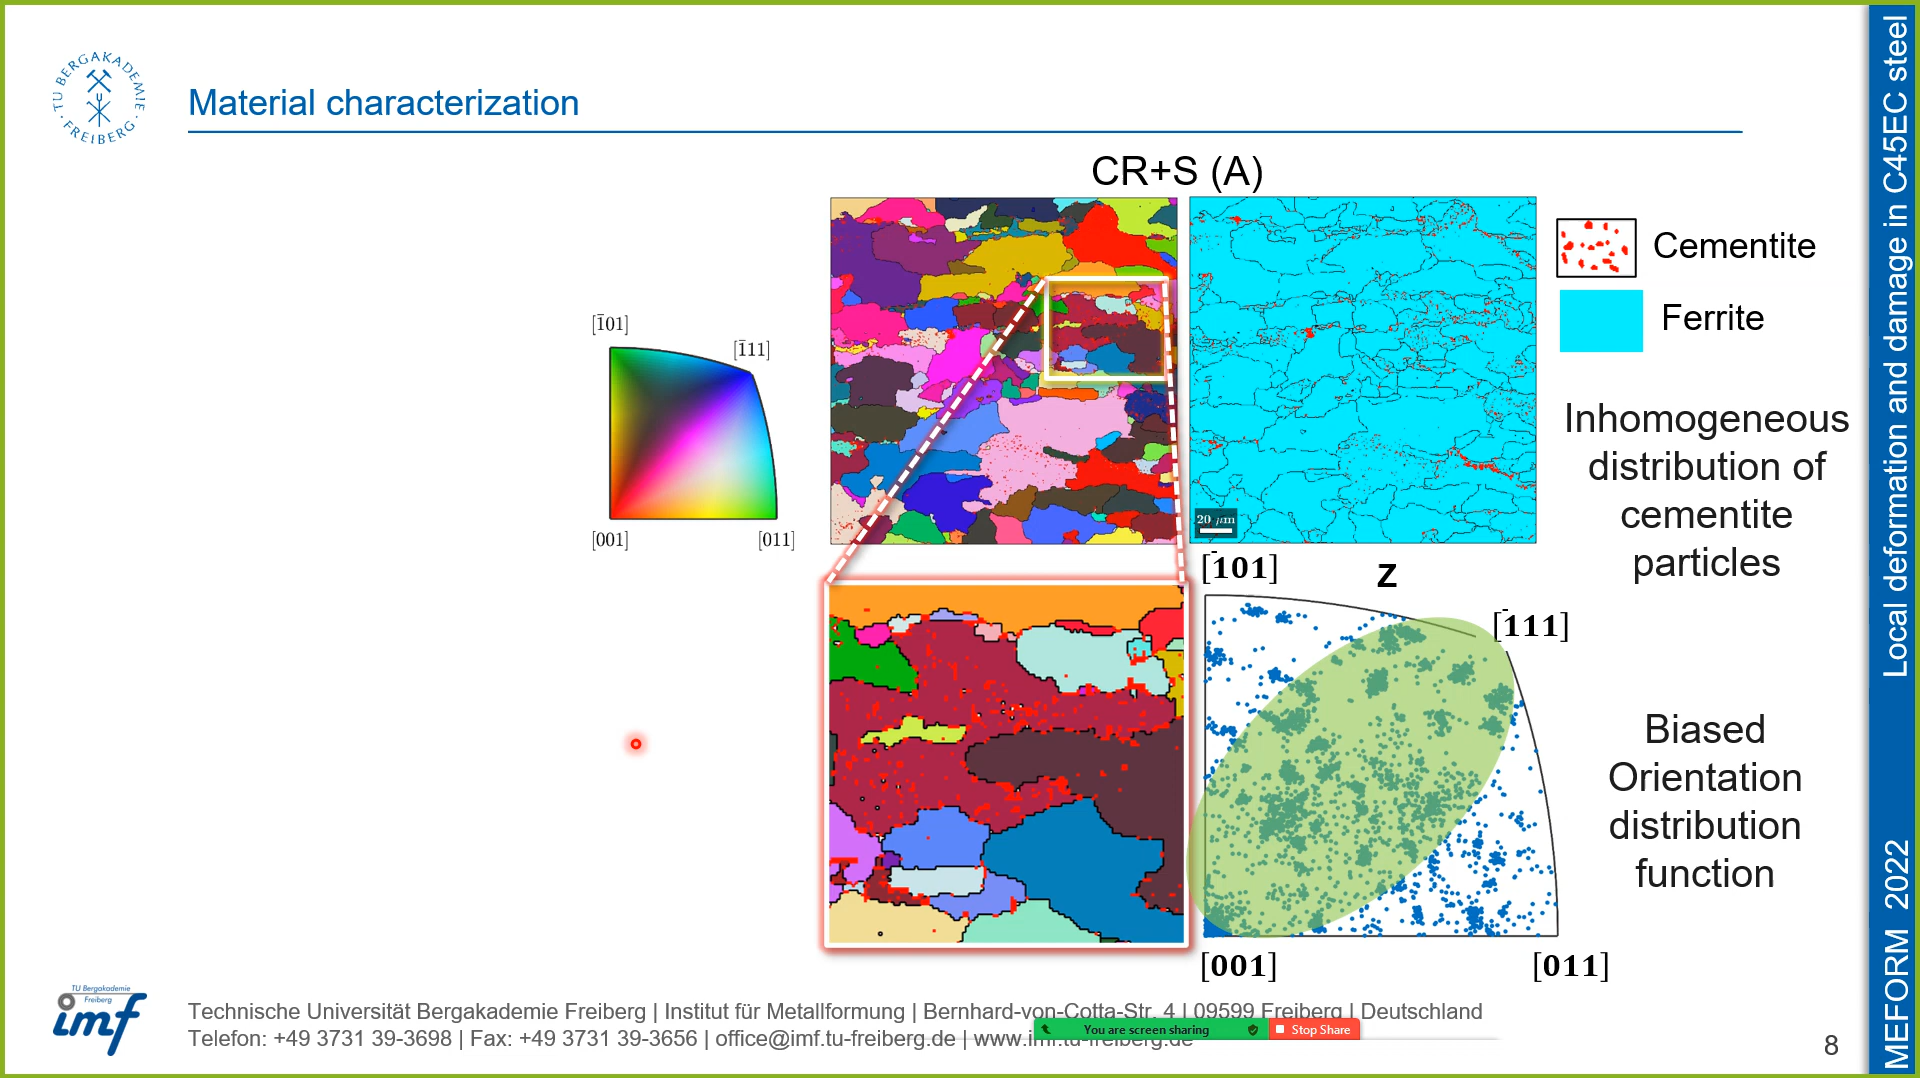 TU BERGAKADEMIE
FREIBERG
Material characterization
CR+S (A)
Cementite
Ferrite
[1̄01]
[1̄11]
[001]
[011]
20 µm
Inhomogeneous
distribution of
cementite
particles
[1̄01]
Z
[1̄11]
[001]
[011]
Biased
Orientation
distribution
function
TU Bergakademie
Freiberg
imf
Technische Universität Bergakademie Freiberg | Institut für Metallformung | Bernhard-von-Cotta-Str. 4 | 09599 Freiberg | Deutschland
Telefon: +49 3731 39-3698 | Fax: +49 3731 39-3656 | office@imf.tu-freiberg.de | www.imf.tu-freiberg.de
You are screen sharing
Stop Share
8
Local deformation and damage in C45EC steel
MEFORM 2022